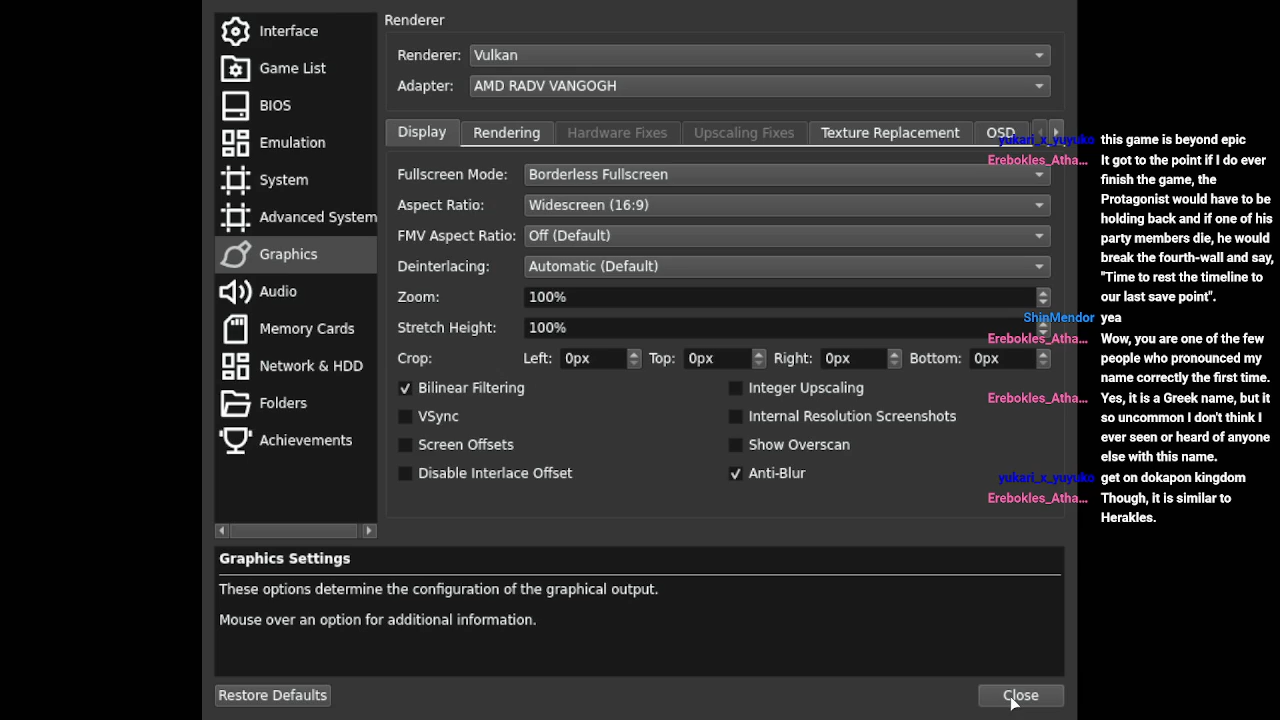 Interface
Game List
BIOS
Emulation
System
Advanced System
Graphics
Audio
Memory Cards
Network & HDD
Folders
Achievements
Renderer
Renderer: Vulkan
Adapter: AMD RADV VANGOGH
Display Rendering Hardware Fixes Upscaling Fixes Texture Replacement OSD
Fullscreen Mode: Borderless Fullscreen
Aspect Ratio: Widescreen (16:9)
FMV Aspect Ratio: Off (Default)
Deinterlacing: Automatic (Default)
Zoom: 100%
Stretch Height: 100%
Crop: Left: 0px Top: 0px Right: 0px Bottom: 0px
Bilinear Filtering Integer Upscaling
VSync Internal Resolution Screenshots
Screen Offsets Show Overscan
Disable Interlace Offset Anti-Blur
Graphics Settings
These options determine the configuration of the graphical output.
Mouse over an option for additional information.
Restore Defaults Close
yukari_x_yuyuko this game is beyond epic
Erebokles_Atha... It got to the point if I do ever
finish the game, the
Protagonist would have to be
holding back and if one of his
party members die, he would
break the fourth-wall and say,
"Time to rest the timeline to
our last save point".
ShinMendor yea
Erebokles_Atha... Wow, you are one of the few
people who pronounced my
name correctly the first time.
Erebokles_Atha... Yes, it is a Greek name, but it
so uncommon I don't think I
ever seen or heard of anyone
else with this name.
yukari_x_yuyuko get on dokapon kingdom
Erebokles_Atha... Though, it is similar to
Herakles.